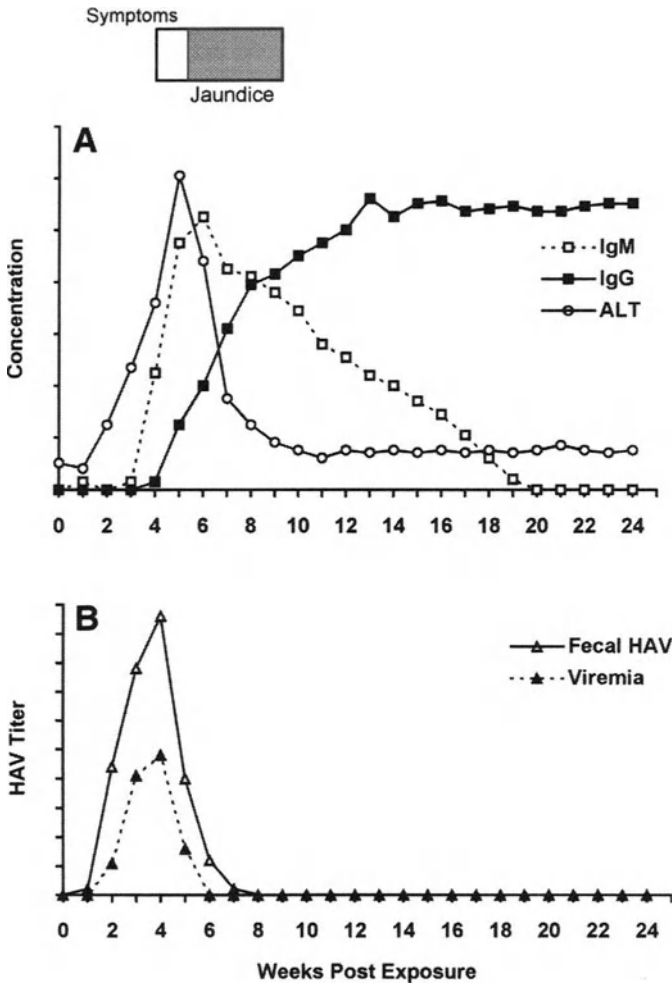 Symptoms
Jaundice
A
Concentration
IgM
IgG
ALT
0 2 4 6 8 10 12 14 16 18 20 22 24
B
HAV Titer
Fecal HAV
Viremia
0 2 4 6 8 10 12 14 16 18 20 22 24
Weeks Post Exposure